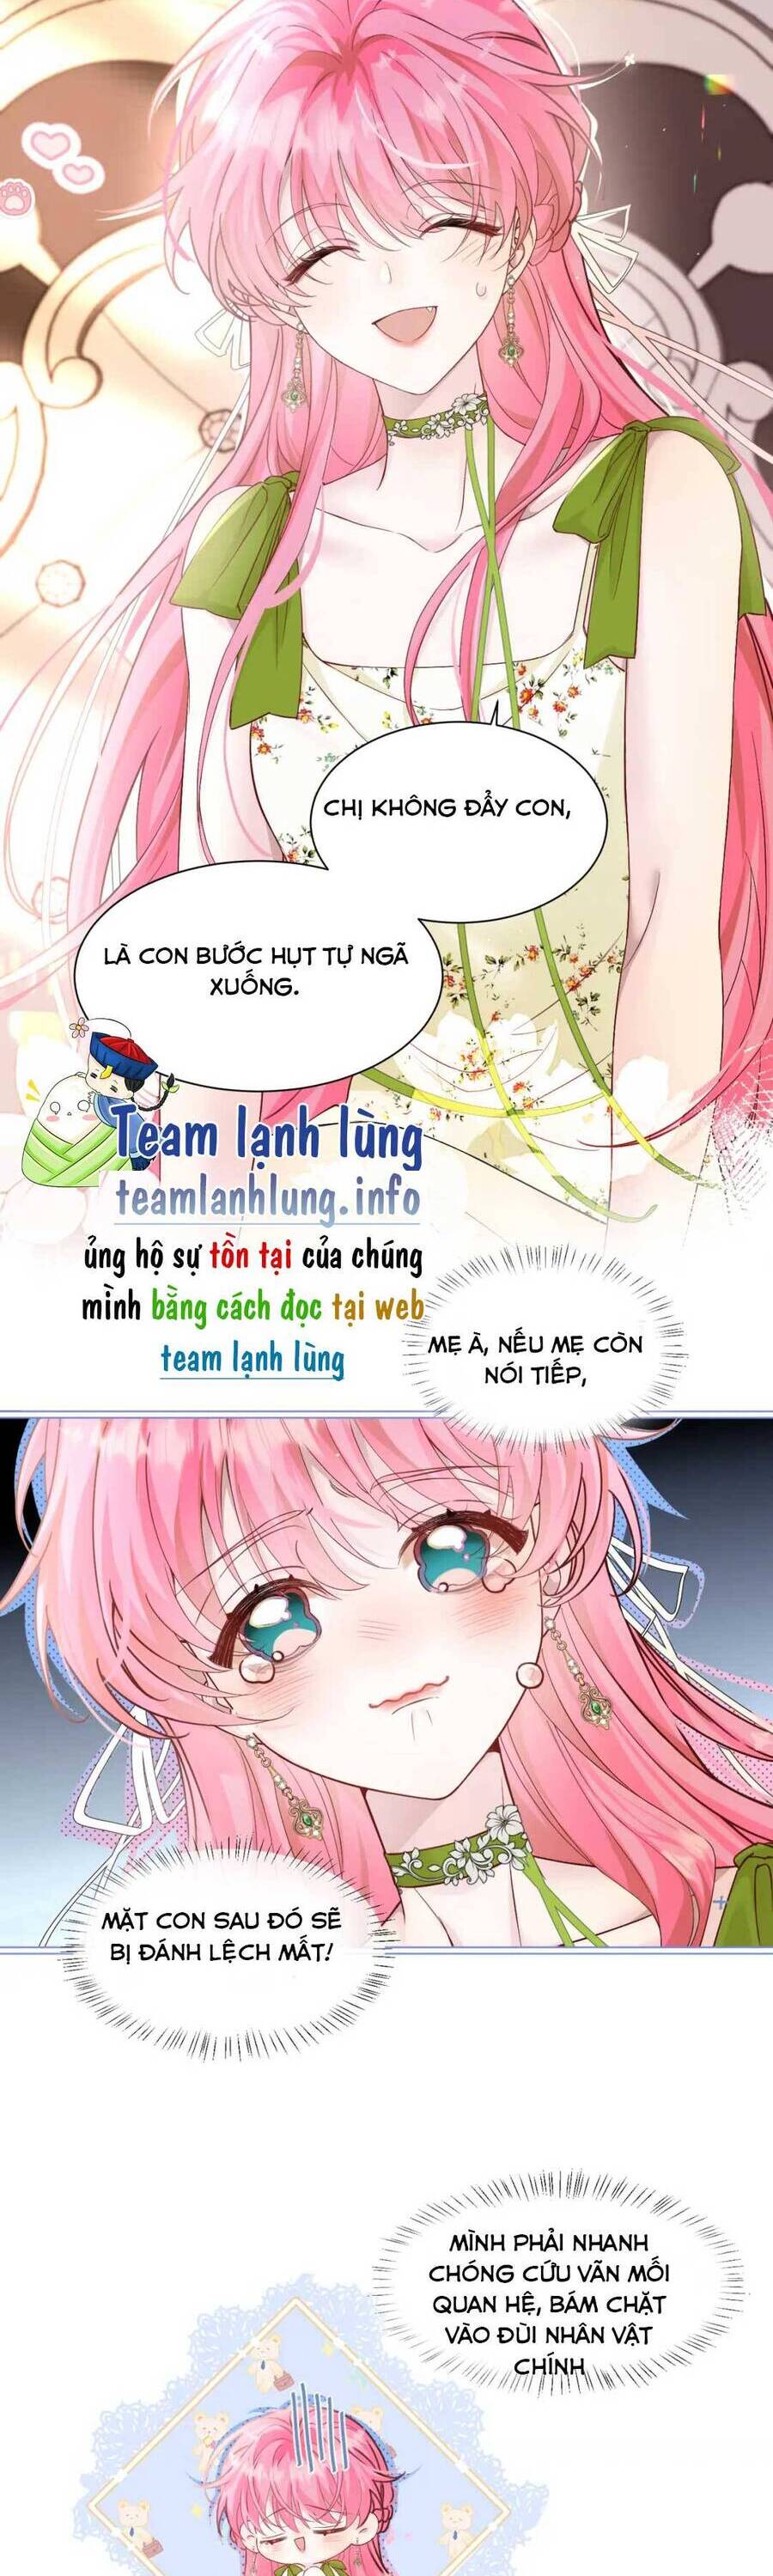 CHỊ KHÔNG ĐẨY CON,
LÀ CON BƯỚC HỤT TỰ NGÃ
XUỐNG.
Team lạnh lùng
teamlanhlung.info
ủng hộ sự tồn tại của chúng
mình bằng cách đọc tại web
team lạnh lùng
MẸ À, NẾU MẸ CÒN
NÓI TIẾP,
MẶT CON SAU ĐÓ SẼ
BỊ ĐÁNH LỆCH MẤT!
MÌNH PHẢI NHANH
CHÓNG CỨU VÃN MỐI
QUAN HỆ, BÁM CHẶT
VÀO ĐÙI NHÂN VẬT
CHÍNH